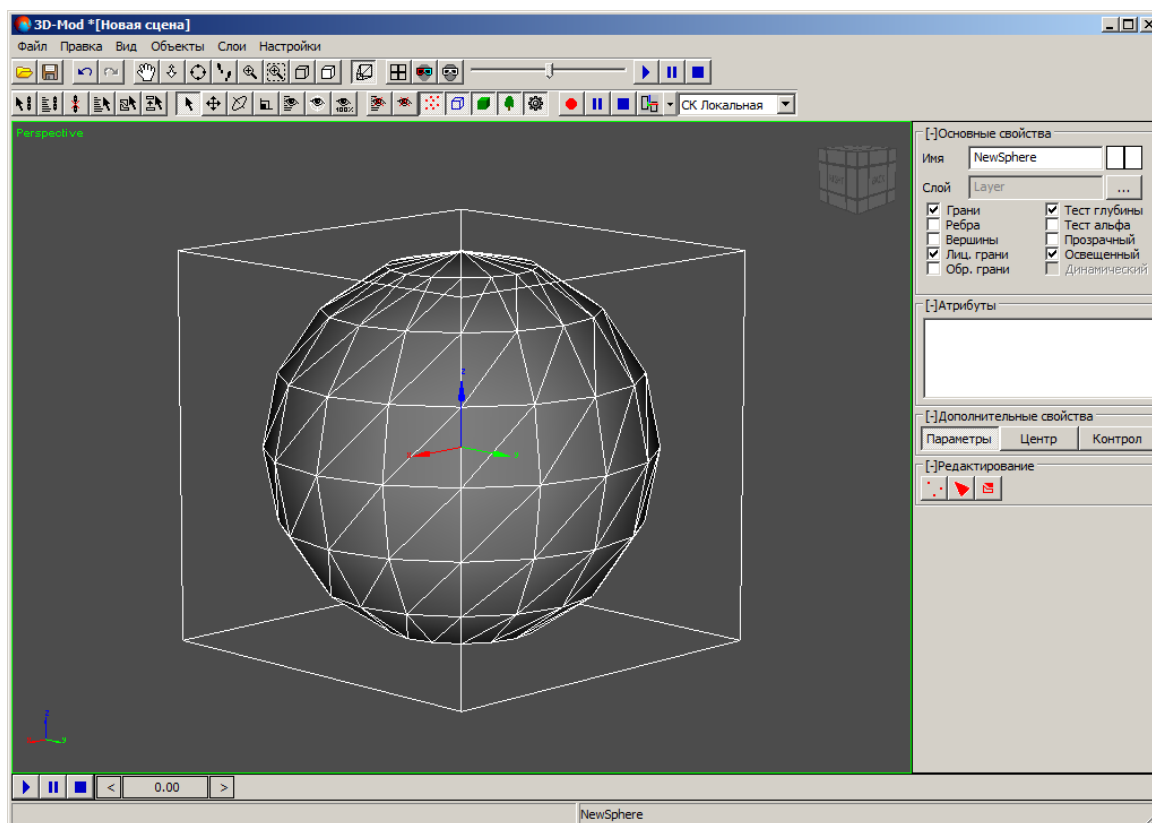 3D-Mod *[Новая сцена]
Файл Правка Вид Объекты Слои Настройки
100%
СК Локальная
Perspective
z
z
[-]Основные свойства
Имя NewSphere
Слой Layer ...
Грани Тест глубины
Ребра Тест альфа
Вершины Прозрачный
Лиц. грани Освещенный
Обр. грани Динамический
[-]Атрибуты
[-]Дополнительные свойства
Параметры Центр Контрол
[-]Редактирование
< 0.00 >
NewSphere